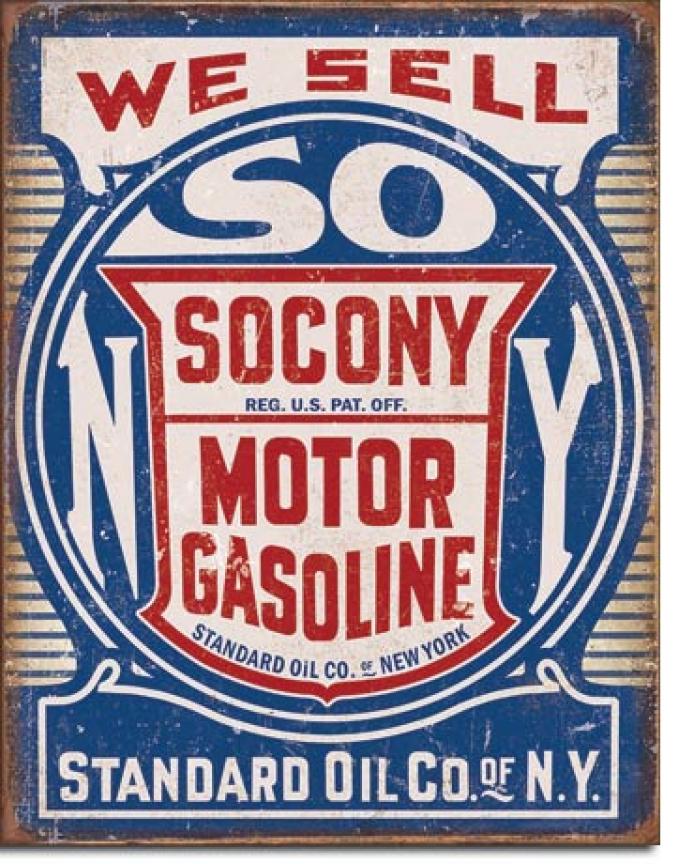 WE SELL
SO
N Y
SOCONY
REG. U.S. PAT. OFF.
MOTOR
GASOLINE
STANDARD OIL CO. OF NEW YORK
STANDARD OIL CO. OF N.Y.